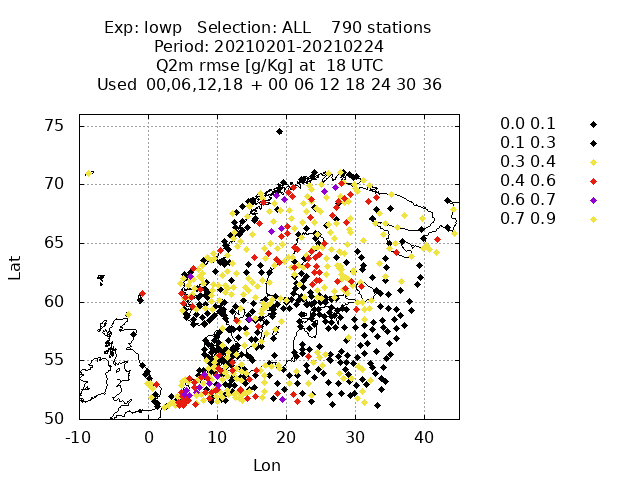 Exp: lowp   Selection: ALL    790 stations
Period: 20210201-20210224
Q2m rmse [g/Kg] at  18 UTC
Used  00,06,12,18  + 00 06 12 18 24 30 36
0.0 0.1
0.1 0.3
0.3 0.4
0.4 0.6
0.6 0.7
0.7 0.9
75
70
65
60
55
50
Lat
-10 0 10 20 30 40
Lon